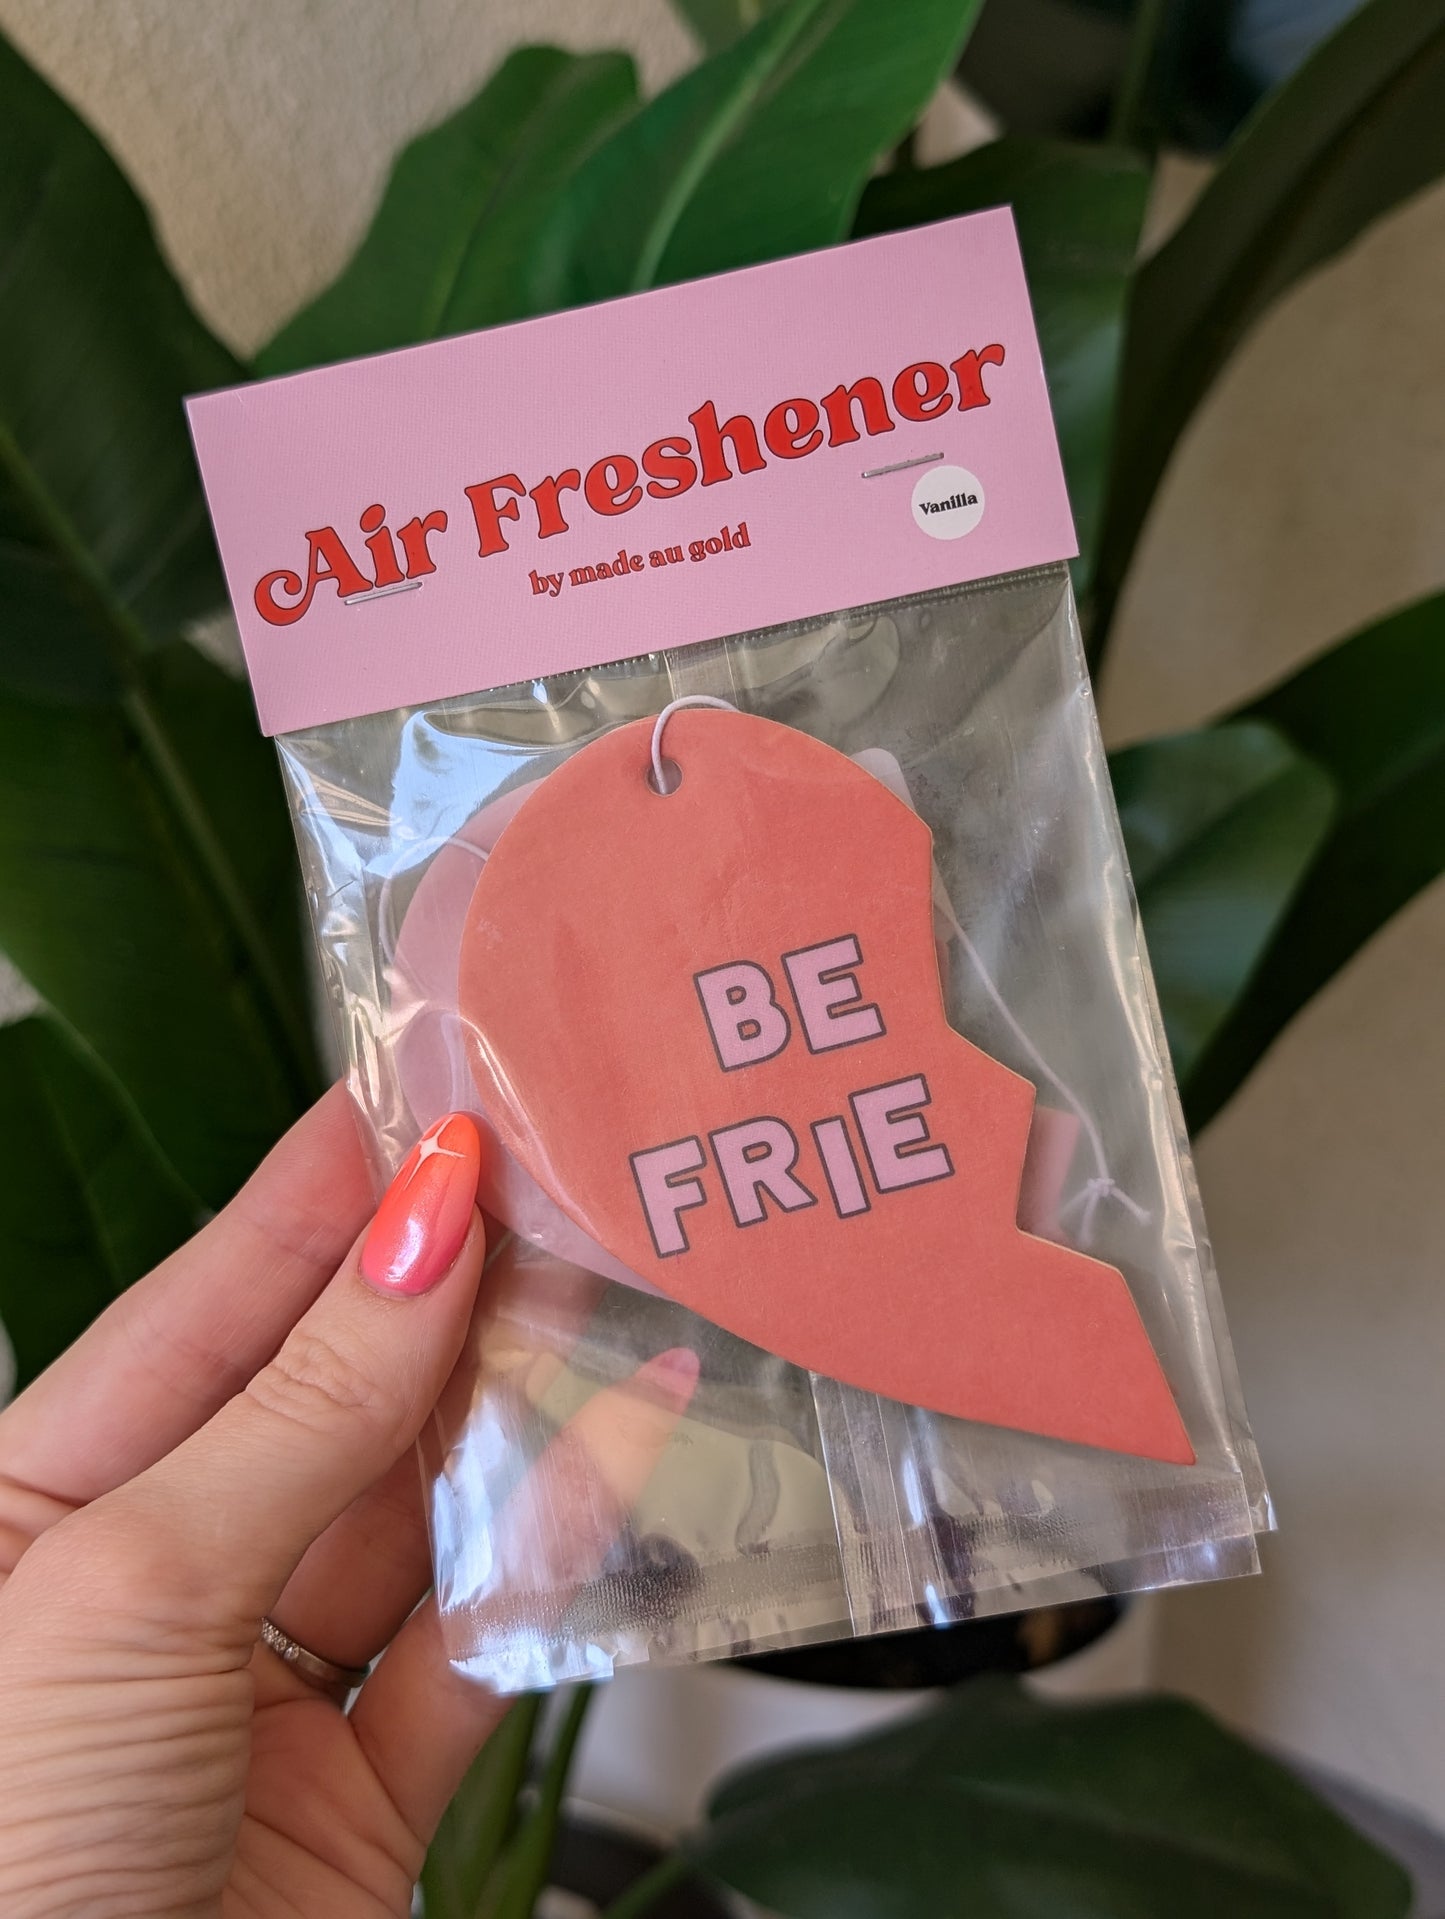 Air Freshener
by made au gold
Vanilla
BE
FRIE